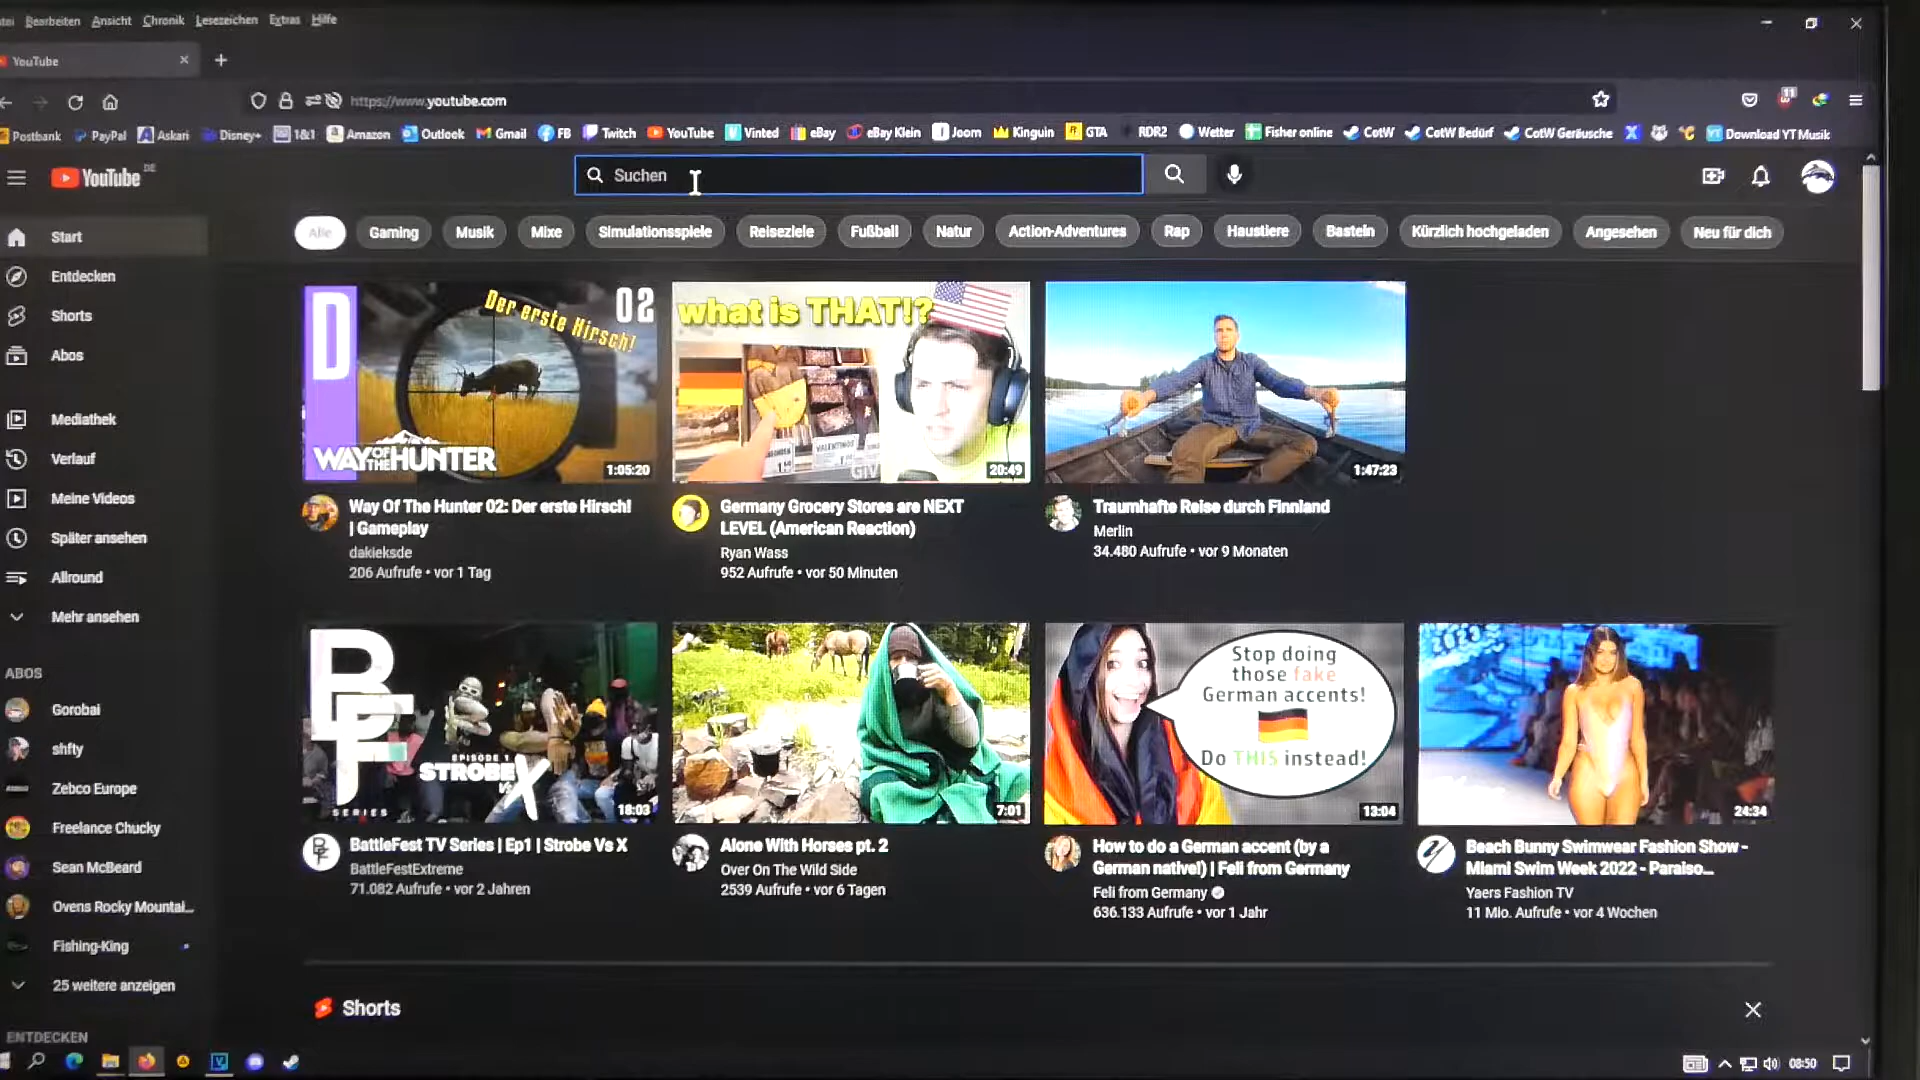 Bearbeiten Ansicht Chronik Lesezeichen Extras Hilfe
YouTube
https://www.youtube.com
Postbank PayPal Askari Disney+ 1&1 Amazon Outlook Gmail FB Twitch YouTube Vinted eBay eBay Klein Joom Kinguin GTA RDR2 Wetter Fisher online CotW CotW Bedürf CotW Geräusche Download YT Musik
YouTube DE
Suchen
Alle Gaming Musik Mixe Simulationsspiele Reiseziele Fußball Natur Action-Adventures Rap Haustiere Basteln Kürzlich hochgeladen Angesehen Neu für dich
Start
Entdecken
Shorts
Abos
Mediathek
Verlauf
Meine Videos
Später ansehen
Allround
Mehr ansehen
ABOS
Gorobai
shfty
Zebco Europe
Freelance Chucky
Sean McBeard
Ovens Rocky Mountai...
Fishing-King
25 weitere anzeigen
ENTDECKEN
D
Der erste Hirsch!
02
WAY OF THE HUNTER
1:05:20
Way Of The Hunter 02: Der erste Hirsch!
| Gameplay
dakieksde
206 Aufrufe • vor 1 Tag
what is THAT!?
20:49
Germany Grocery Stores are NEXT
LEVEL (American Reaction)
Ryan Wass
952 Aufrufe • vor 50 Minuten
1:47:23
Traumhafte Reise durch Finnland
Merlin
34.480 Aufrufe • vor 9 Monaten
BF
SERIES
EPISODE 1
STROBE VS X
18:03
BattleFest TV Series | Ep1 | Strobe Vs X
BattleFestExtreme
71.082 Aufrufe • vor 2 Jahren
7:01
Alone With Horses pt. 2
Over On The Wild Side
2539 Aufrufe • vor 6 Tagen
Stop doing
those fake
German accents!
Do THIS instead!
13:04
How to do a German accent (by a
German native!) | Feli from Germany
Feli from Germany
636.133 Aufrufe • vor 1 Jahr
24:34
Beach Bunny Swimwear Fashion Show -
Miami Swim Week 2022 - Paraiso...
Yaers Fashion TV
11 Mio. Aufrufe • vor 4 Wochen
Shorts
08:50